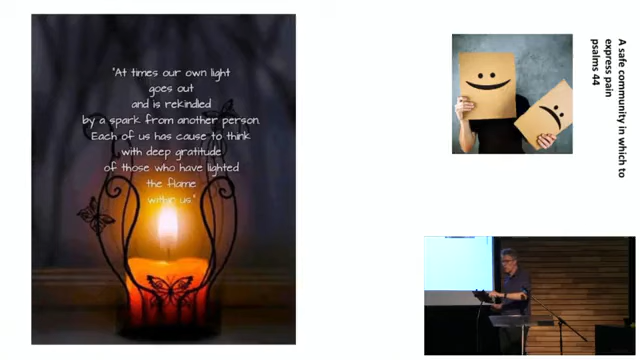 "At times our own light
goes out
and is rekindled
by a spark from another person.
Each of us has cause to think
with deep gratitude
of those who have lighted
the flame
within us."
A safe community in which to
express pain
psalms 44